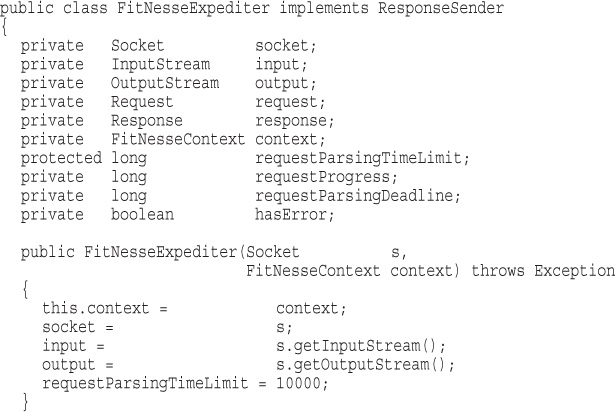 public class FitNesseExpediter implements ResponseSender
{
  private   Socket          socket;
  private   InputStream     input;
  private   OutputStream    output;
  private   Request         request;
  private   Response        response;
  private   FitNesseContext context;
  protected long            requestParsingTimeLimit;
  private   long            requestProgress;
  private   long            requestParsingDeadline;
  private   boolean         hasError;

  public FitNesseExpediter(Socket          s,
                           FitNesseContext context) throws Exception
  {
    this.context =            context;
    socket =                  s;
    input =                   s.getInputStream();
    output =                  s.getOutputStream();
    requestParsingTimeLimit = 10000;
  }